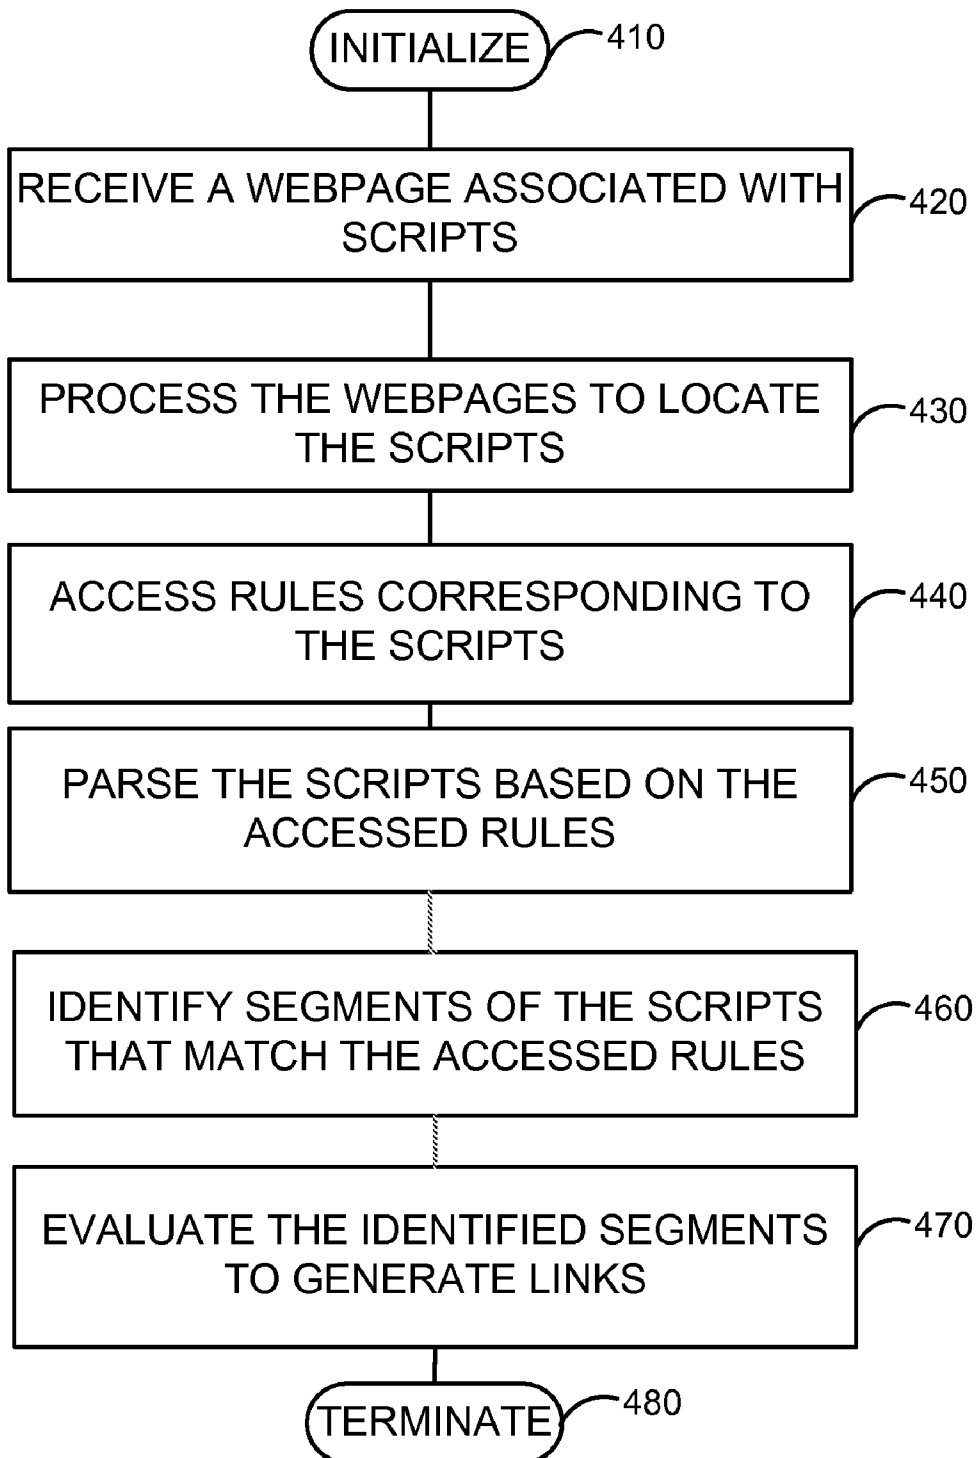 INITIALIZE
410
RECEIVE A WEBPAGE ASSOCIATED WITH
SCRIPTS
420
PROCESS THE WEBPAGES TO LOCATE
THE SCRIPTS
430
ACCESS RULES CORRESPONDING TO
THE SCRIPTS
440
PARSE THE SCRIPTS BASED ON THE
ACCESSED RULES
450
IDENTIFY SEGMENTS OF THE SCRIPTS
THAT MATCH THE ACCESSED RULES
460
EVALUATE THE IDENTIFIED SEGMENTS
TO GENERATE LINKS
470
TERMINATE
480